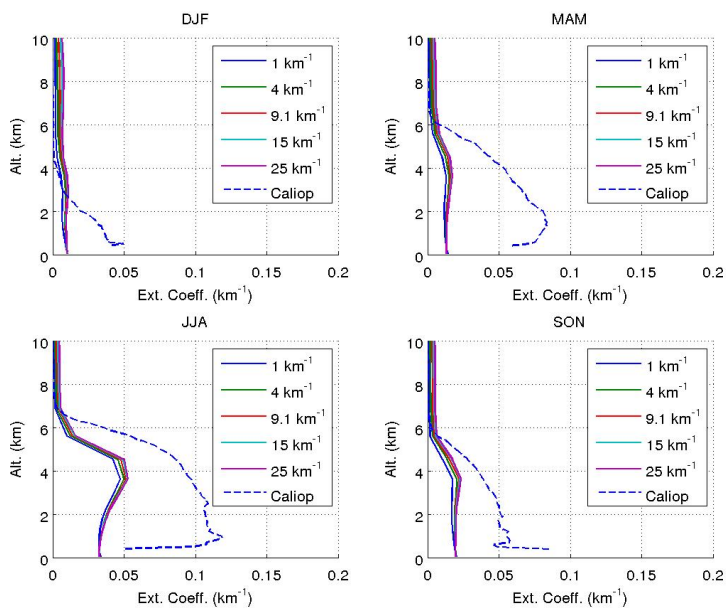 DJF
10
8
6
4
2
0
Alt. (km)
0 0.05 0.1 0.15 0.2
Ext. Coeff. (km⁻¹)
1 km⁻¹
4 km⁻¹
9.1 km⁻¹
15 km⁻¹
25 km⁻¹
Caliop
MAM
10
8
6
4
2
0
Alt. (km)
0 0.05 0.1 0.15 0.2
Ext. Coeff. (km⁻¹)
1 km⁻¹
4 km⁻¹
9.1 km⁻¹
15 km⁻¹
25 km⁻¹
Caliop
JJA
10
8
6
4
2
0
Alt. (km)
0 0.05 0.1 0.15 0.2
Ext. Coeff. (km⁻¹)
1 km⁻¹
4 km⁻¹
9.1 km⁻¹
15 km⁻¹
25 km⁻¹
Caliop
SON
10
8
6
4
2
0
Alt. (km)
0 0.05 0.1 0.15 0.2
Ext. Coeff. (km⁻¹)
1 km⁻¹
4 km⁻¹
9.1 km⁻¹
15 km⁻¹
25 km⁻¹
Caliop